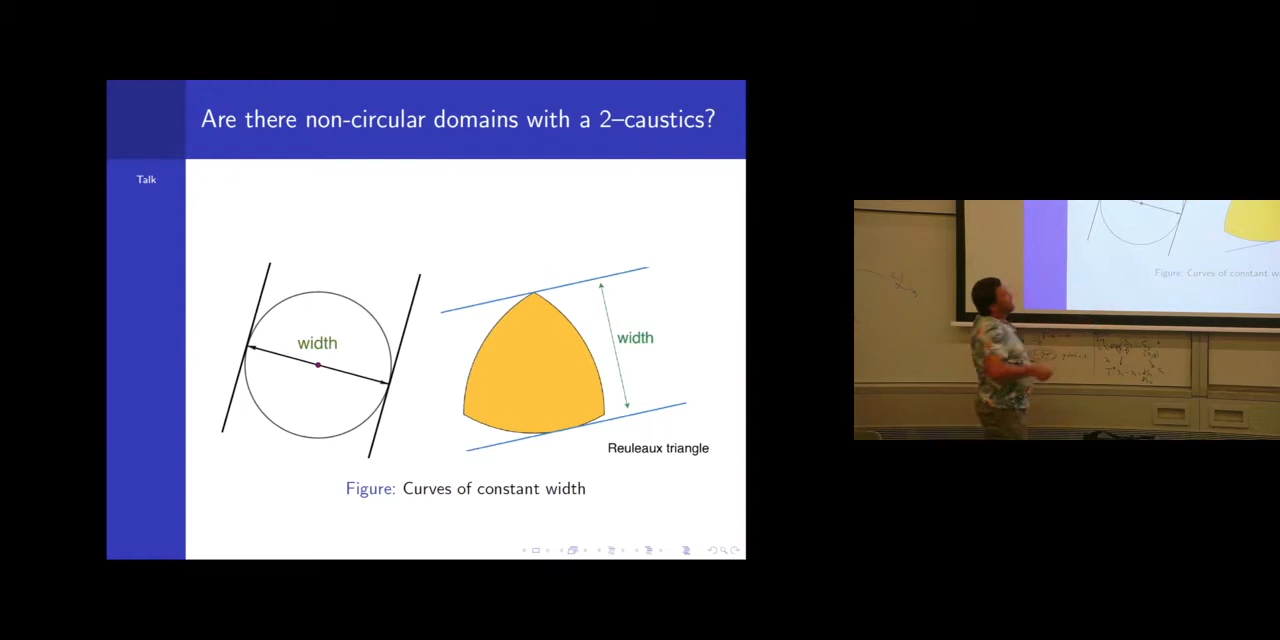 Are there non-circular domains with a 2–caustics?
Talk
width
width
Reuleaux triangle
Figure: Curves of constant width
Figure: Curves of constant w